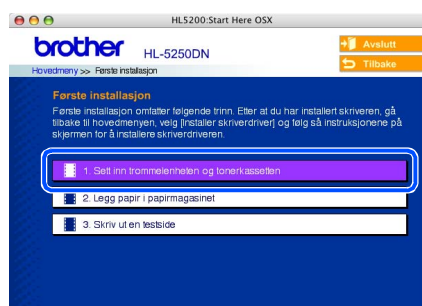 HL5200:Start Here OSX
brother HL-5250DN
Avslutt
Tilbake
Hovedmeny >> Første installasjon
Første installasjon
Første installasjon omfatter følgende trinn. Etter at du har installert skriveren, gå
tilbake til hovedmenyen, velg [Installer skriverdriver] og følg så instruksjonene på
skjermen for å installere skriverdriveren.
1. Sett inn trommelenheten og tonerkassetten
2. Legg papir i papirmagasinet
3. Skriv ut en testside